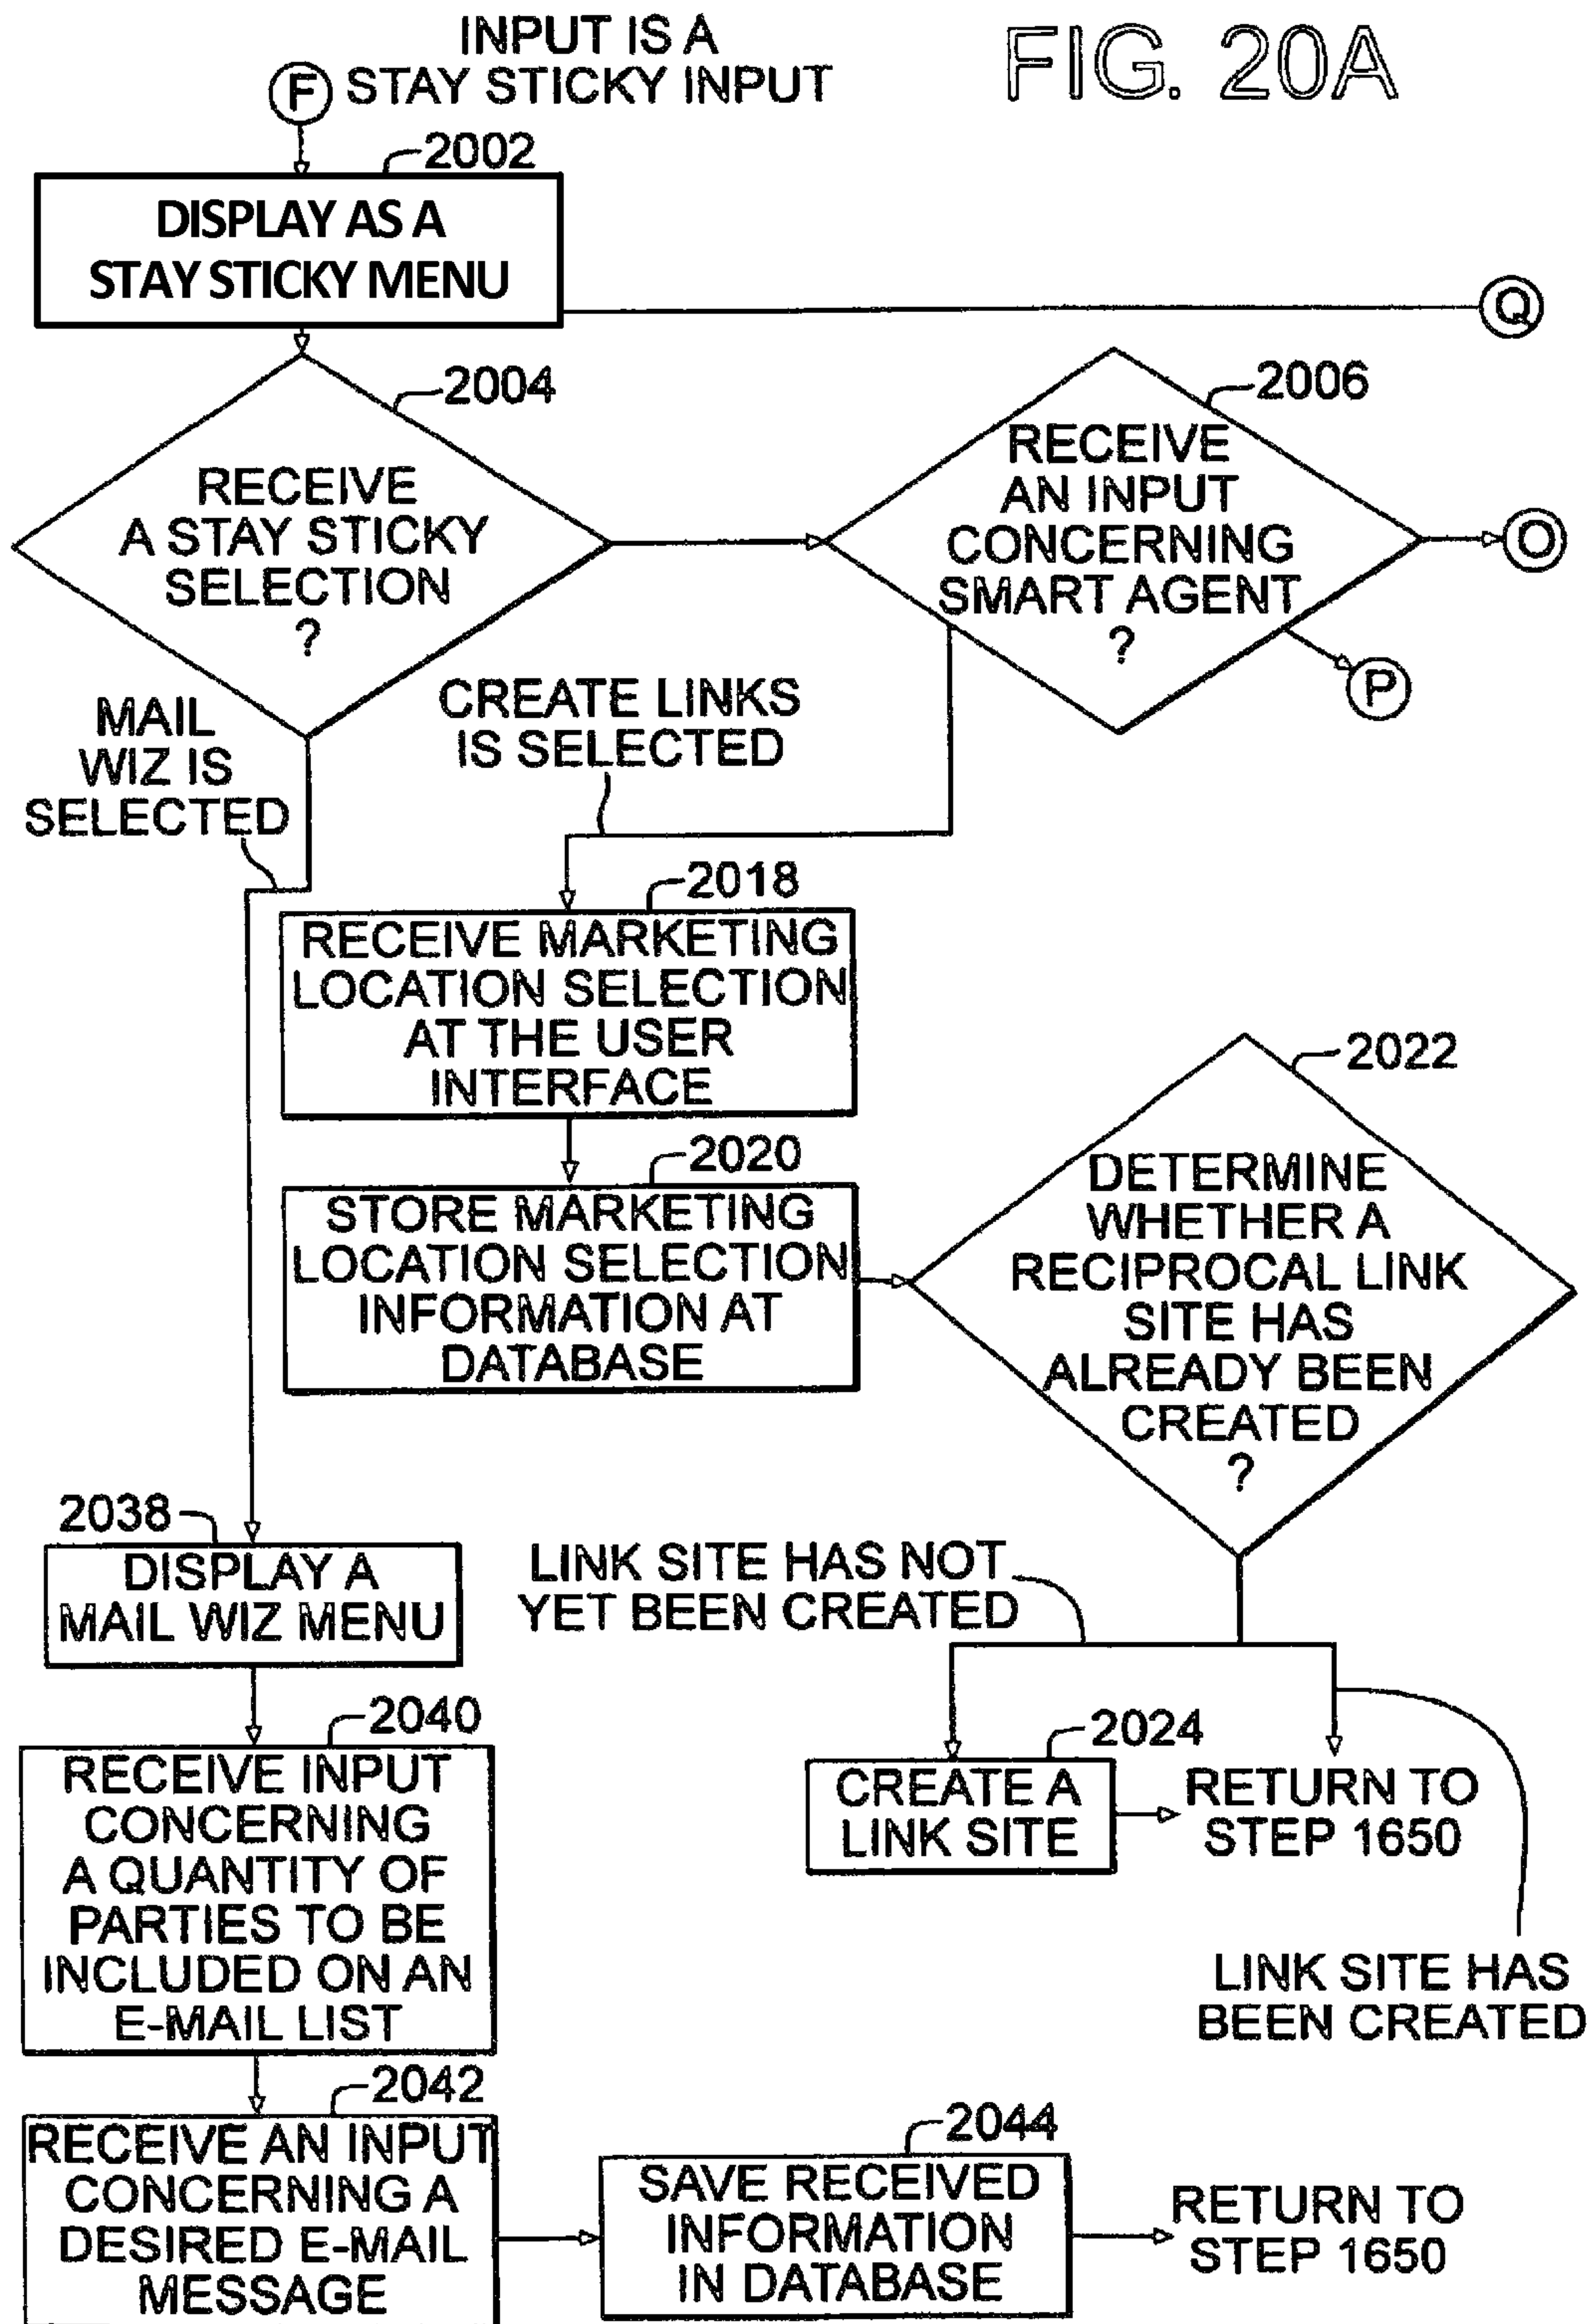 FIG. 20A
INPUT IS A
STAY STICKY INPUT
F
2002
DISPLAY AS A
STAY STICKY MENU
Q
2004
RECEIVE
A STAY STICKY
SELECTION
?
2006
RECEIVE
AN INPUT
CONCERNING
SMART AGENT
?
O
P
MAIL
WIZ IS
SELECTED
CREATE LINKS
IS SELECTED
2018
RECEIVE MARKETING
LOCATION SELECTION
AT THE USER
INTERFACE
2020
STORE MARKETING
LOCATION SELECTION
INFORMATION AT
DATABASE
2022
DETERMINE
WHETHER A
RECIPROCAL LINK
SITE HAS
ALREADY BEEN
CREATED
?
LINK SITE HAS NOT
YET BEEN CREATED
2024
CREATE A
LINK SITE
RETURN TO
STEP 1650
LINK SITE HAS
BEEN CREATED
2038
DISPLAY A
MAIL WIZ MENU
2040
RECEIVE INPUT
CONCERNING
A QUANTITY OF
PARTIES TO BE
INCLUDED ON AN
E-MAIL LIST
2042
RECEIVE AN INPUT
CONCERNING A
DESIRED E-MAIL
MESSAGE
2044
SAVE RECEIVED
INFORMATION
IN DATABASE
RETURN TO
STEP 1650